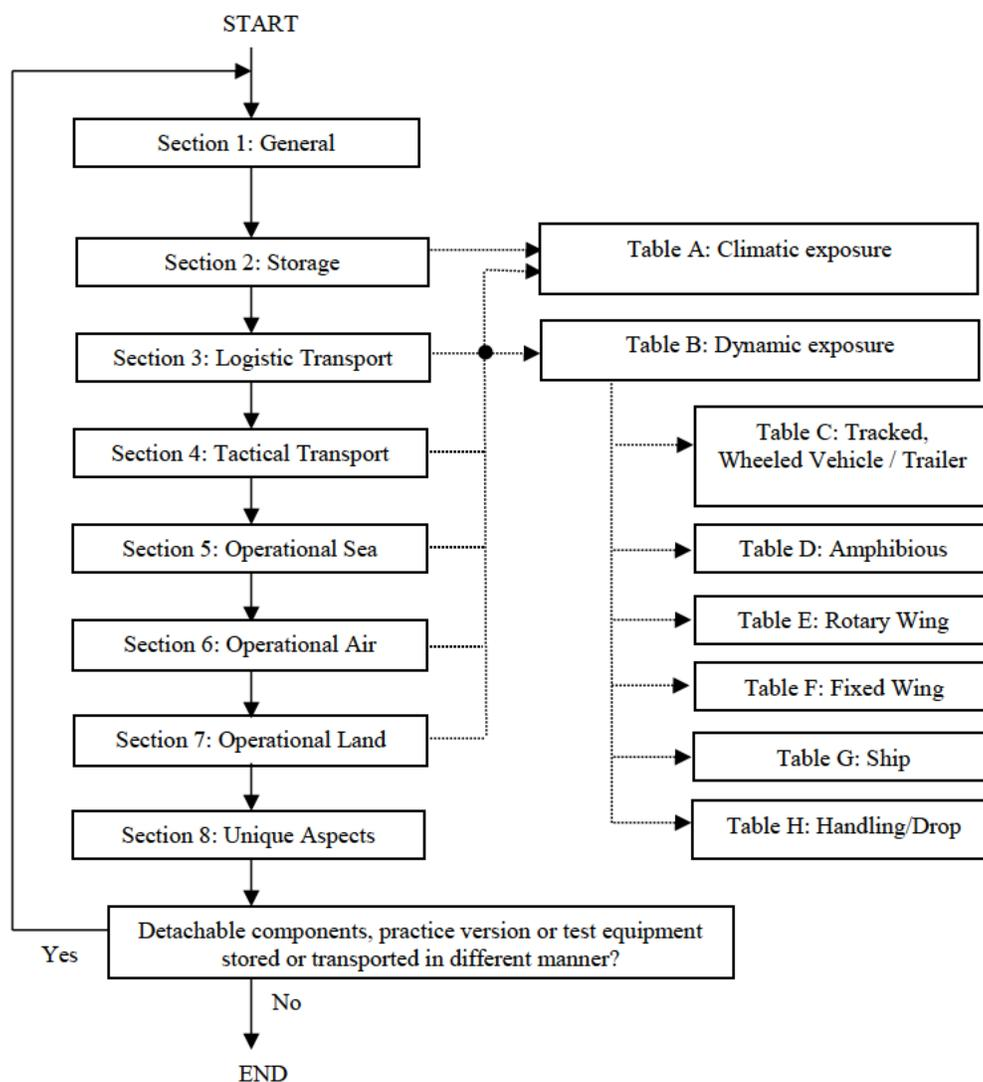 START
Section 1: General
Section 2: Storage
Table A: Climatic exposure
Section 3: Logistic Transport
Table B: Dynamic exposure
Section 4: Tactical Transport
Table C: Tracked,
Wheeled Vehicle / Trailer
Section 5: Operational Sea
Table D: Amphibious
Section 6: Operational Air
Table E: Rotary Wing
Table F: Fixed Wing
Section 7: Operational Land
Table G: Ship
Section 8: Unique Aspects
Table H: Handling/Drop
Detachable components, practice version or test equipment
stored or transported in different manner?
Yes
No
END